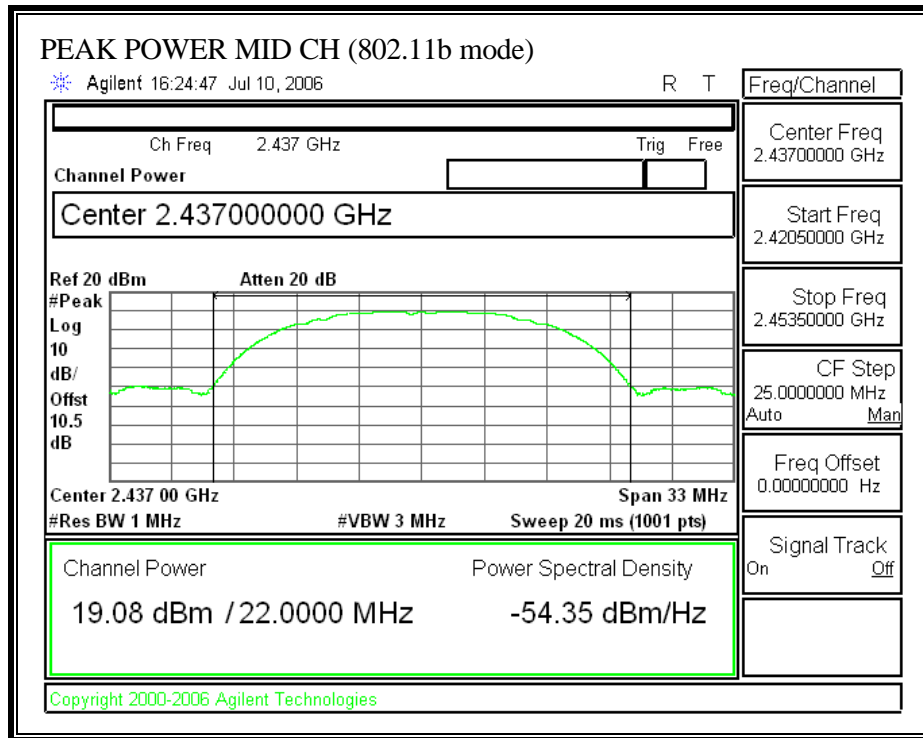 PEAK POWER MID CH (802.11b mode)
Agilent 16:24:47 Jul 10, 2006 R T
Freq/Channel
Ch Freq 2.437 GHz Trig Free
Channel Power
Center 2.437000000 GHz
Ref 20 dBm Atten 20 dB
#Peak
Log
10
dB/
Offst
10.5
dB
Center 2.437 00 GHz Span 33 MHz
#Res BW 1 MHz #VBW 3 MHz Sweep 20 ms (1001 pts)
Channel Power Power Spectral Density
19.08 dBm / 22.0000 MHz -54.35 dBm/Hz
Copyright 2000-2006 Agilent Technologies
Center Freq
2.43700000 GHz
Start Freq
2.42050000 GHz
Stop Freq
2.45350000 GHz
CF Step
25.0000000 MHz
Auto Man
Freq Offset
0.00000000 Hz
Signal Track
On Off